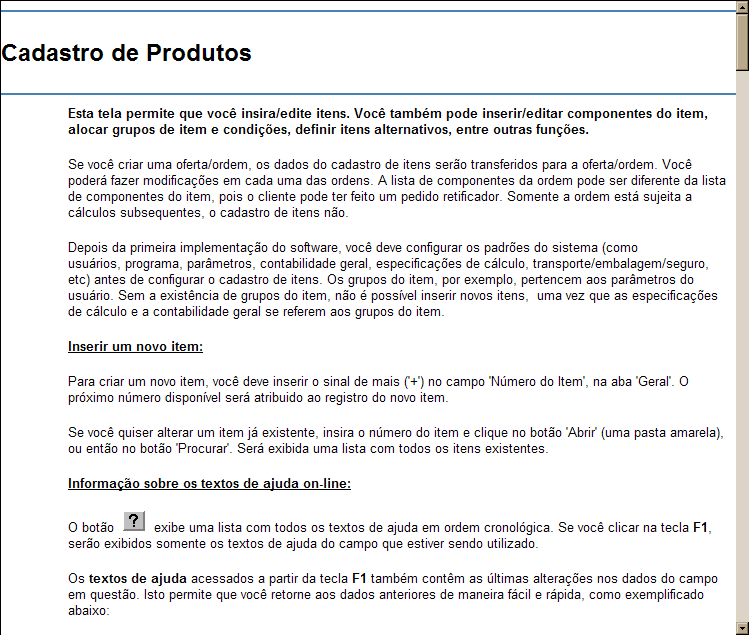 Cadastro de Produtos
Esta tela permite que você insira/edite itens. Você também pode inserir/editar componentes do item,
alocar grupos de item e condições, definir itens alternativos, entre outras funções.
Se você criar uma oferta/ordem, os dados do cadastro de itens serão transferidos para a oferta/ordem. Você
poderá fazer modificações em cada uma das ordens. A lista de componentes da ordem pode ser diferente da lista
de componentes do item, pois o cliente pode ter feito um pedido retificador. Somente a ordem está sujeita a
cálculos subsequentes, o cadastro de itens não.
Depois da primeira implementação do software, você deve configurar os padrões do sistema (como
usuários, programa, parâmetros, contabilidade geral, especificações de cálculo, transporte/embalagem/seguro,
etc) antes de configurar o cadastro de itens. Os grupos do item, por exemplo, pertencem aos parâmetros do
usuário. Sem a existência de grupos do item, não é possível inserir novos itens,  uma vez que as especificações
de cálculo e a contabilidade geral se referem aos grupos do item.
Inserir um novo item:
Para criar um novo item, você deve inserir o sinal de mais ('+') no campo 'Número do Item', na aba 'Geral'. O
próximo número disponível será atribuido ao registro do novo item.
Se você quiser alterar um item já existente, insira o número do item e clique no botão 'Abrir' (uma pasta amarela),
ou então no botão 'Procurar'. Será exibida uma lista com todos os itens existentes.
Informação sobre os textos de ajuda on-line:
O botão ? exibe uma lista com todos os textos de ajuda em ordem cronológica. Se você clicar na tecla F1,
serão exibidos somente os textos de ajuda do campo que estiver sendo utilizado.
Os textos de ajuda acessados a partir da tecla F1 também contêm as últimas alterações nos dados do campo
em questão. Isto permite que você retorne aos dados anteriores de maneira fácil e rápida, como exemplificado
abaixo: